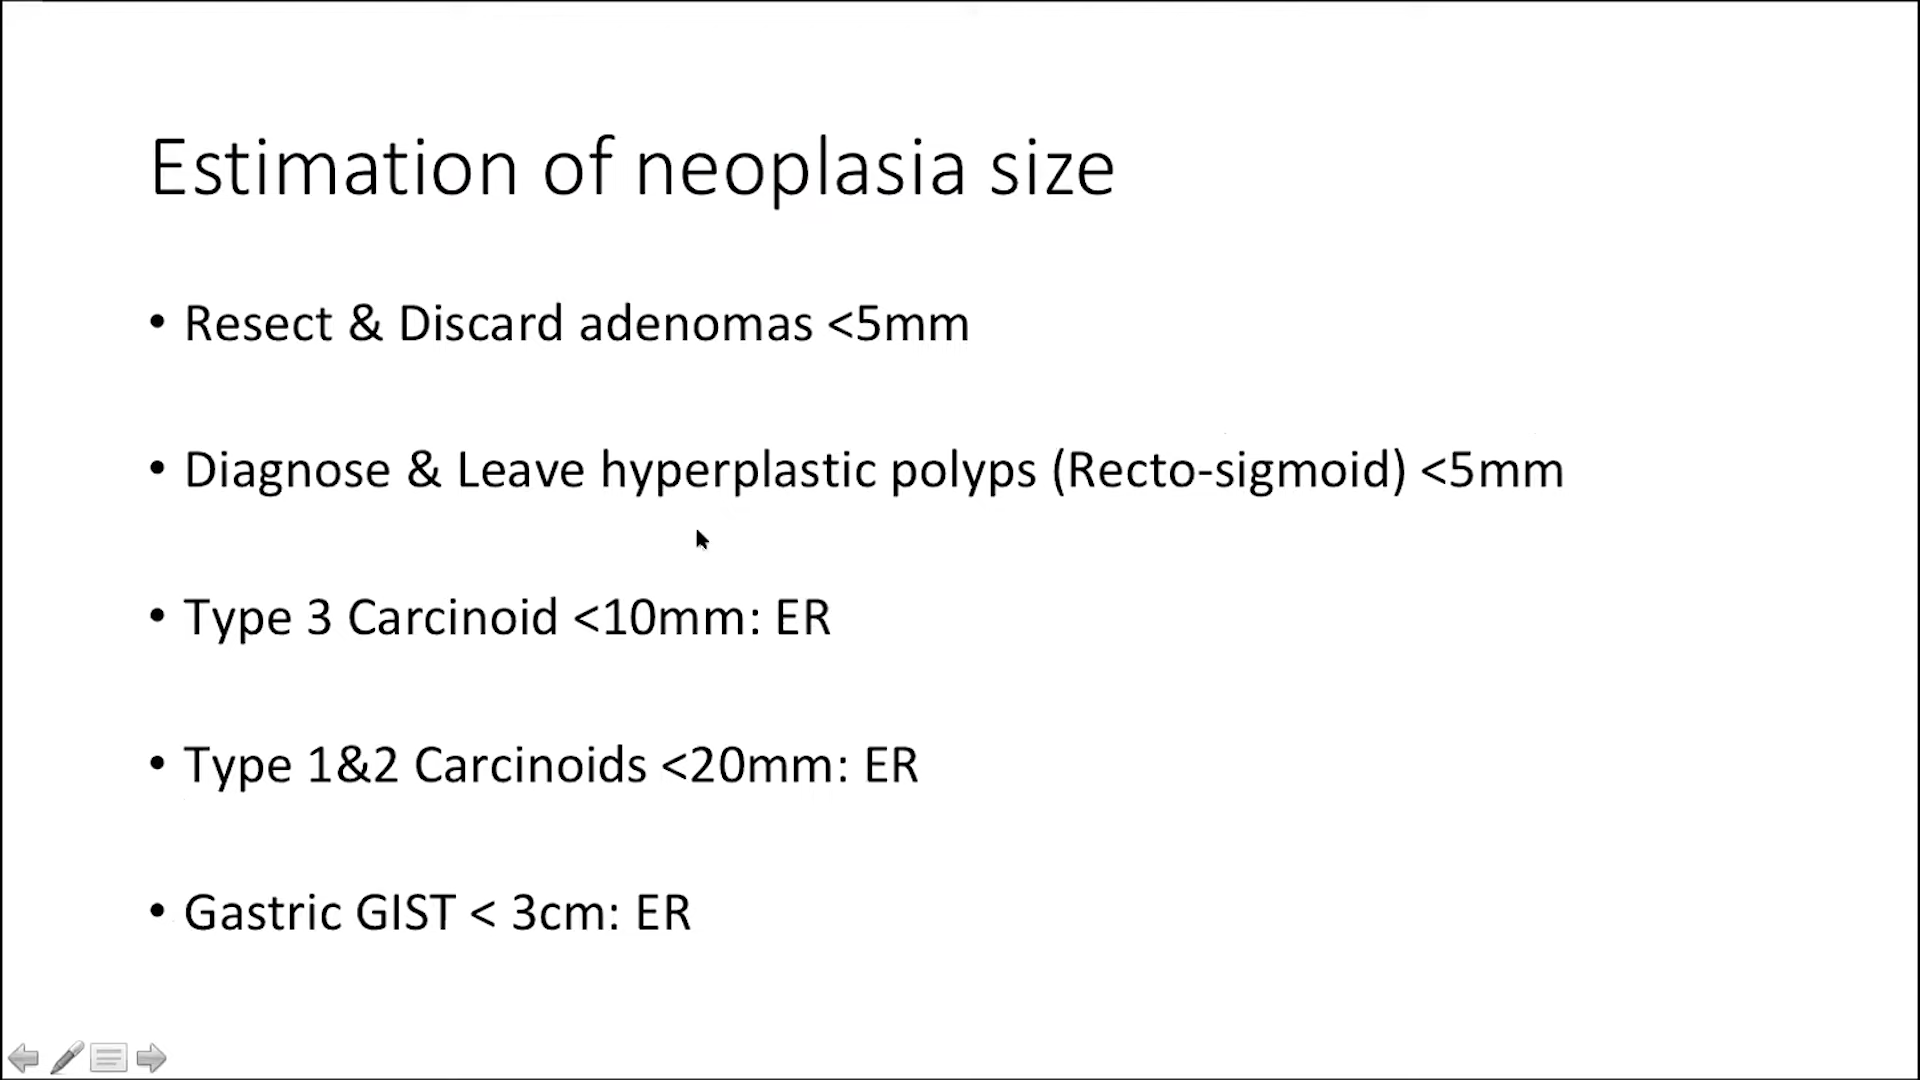 Estimation of neoplasia size
• Resect & Discard adenomas <5mm
• Diagnose & Leave hyperplastic polyps (Recto-sigmoid) <5mm
• Type 3 Carcinoid <10mm: ER
• Type 1&2 Carcinoids <20mm: ER
• Gastric GIST < 3cm: ER